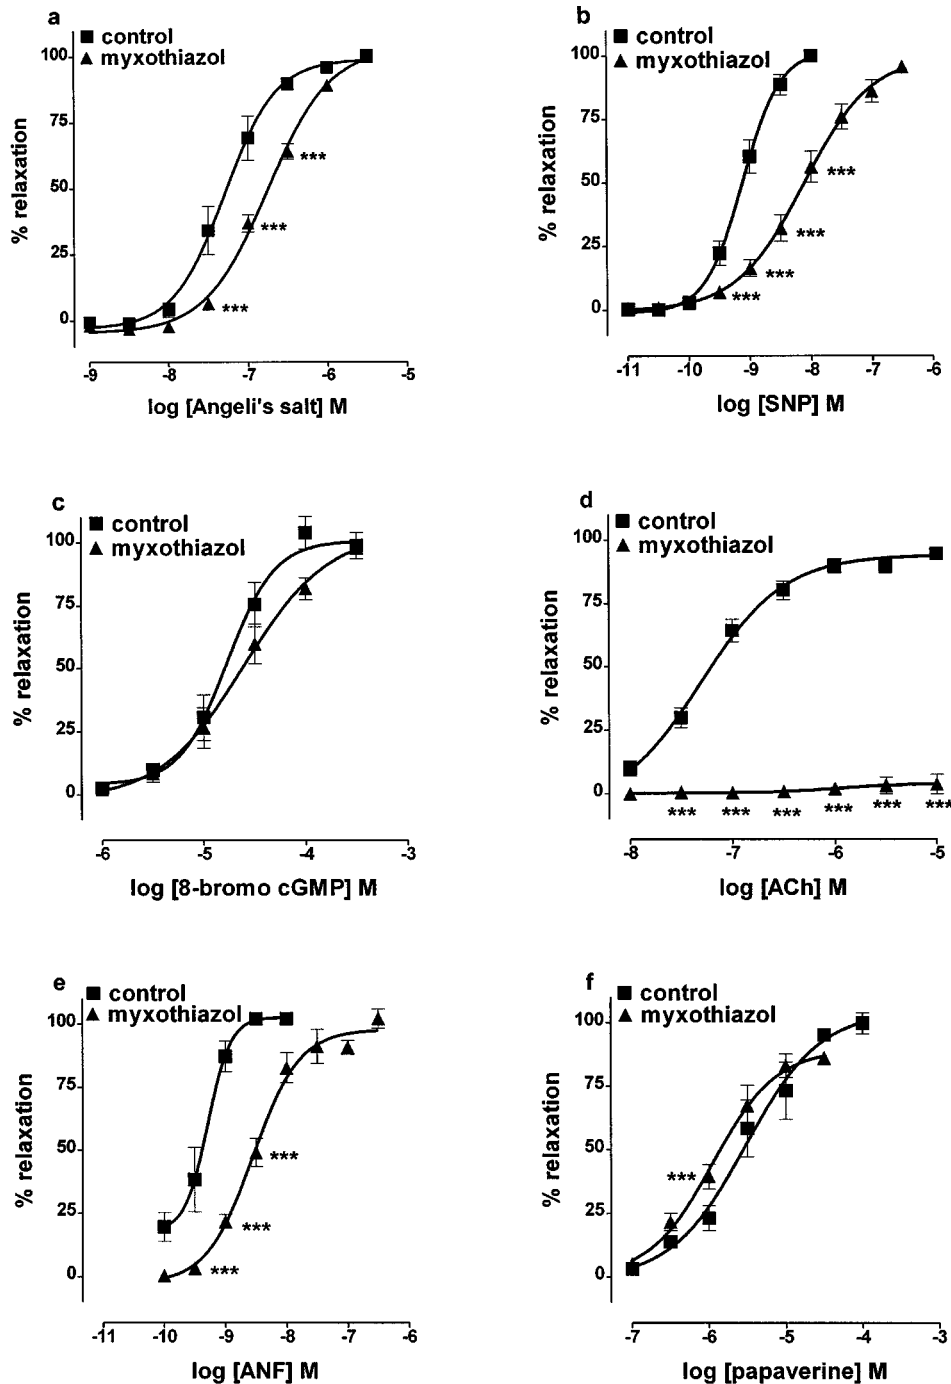 a
control
myxothiazol
100
75
50
25
0
% relaxation
***
***
***
-9 -8 -7 -6 -5
log [Angeli's salt] M
b
control
myxothiazol
100
75
50
25
0
% relaxation
***
***
***
***
-11 -10 -9 -8 -7 -6
log [SNP] M
c
control
myxothiazol
100
75
50
25
0
% relaxation
-6 -5 -4 -3
log [8-bromo cGMP] M
d
control
myxothiazol
100
75
50
25
0
% relaxation
*** *** *** *** *** ***
-8 -7 -6 -5
log [ACh] M
e
control
myxothiazol
100
75
50
25
0
% relaxation
***
***
***
-11 -10 -9 -8 -7 -6
log [ANF] M
f
control
myxothiazol
100
75
50
25
0
% relaxation
***
-7 -6 -5 -4 -3
log [papaverine] M